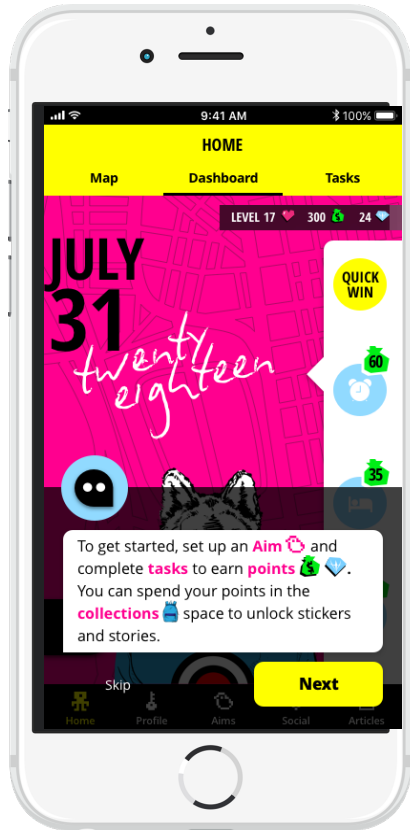 9:41 AM
100%
HOME
Map
Dashboard
Tasks
LEVEL 17
300
24
JULY
31
twenty
eighteen
QUICK
WIN
60
35
To get started, set up an Aim and
complete tasks to earn points $ .
You can spend your points in the
collections space to unlock stickers
and stories.
Skip
Next
Home
Profile
Aims
Social
Articles